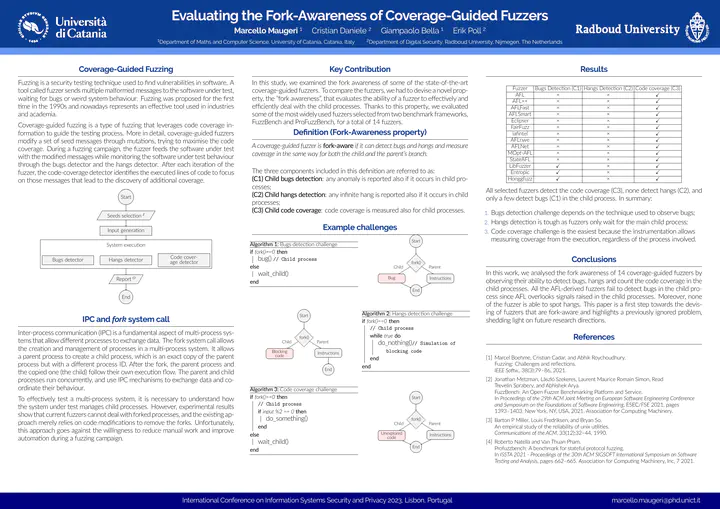 Università
di Catania
Evaluating the Fork-Awareness of Coverage-Guided Fuzzers
Marcello Maugeri 1 Cristian Daniele 2 Giampaolo Bella 1 Erik Poll 2
1Department of Maths and Computer Science, University of Catania, Catania, Italy 2Department of Digital Security, Radboud University, Nijmegen, The Netherlands
Radboud University
Coverage-Guided Fuzzing
Fuzzing is a security testing technique used to find vulnerabilities in software. A
tool called fuzzer sends multiple malformed messages to the software under test,
waiting for bugs or weird system behaviour. Fuzzing was proposed for the first
time in the 1990s and nowadays represents an effective tool used in industries
and academia.
Coverage-guided fuzzing is a type of fuzzing that leverages code coverage in-
formation to guide the testing process. More in detail, coverage-guided fuzzers
modify a set of seed messages through mutations, trying to maximise the code
coverage. During a fuzzing campaign, the fuzzer feeds the software under test
with the modified messages while monitoring the software under test behaviour
through the bugs detector and the hangs detector. After each iteration of the
fuzzer, the code-coverage detector identifies the executed lines of code to focus
on those messages that lead to the discovery of additional coverage.
Start
Seeds selection
Input generation
System execution
Bugs detector
Hangs detector
Code cover-
age detector
Report
End
IPC and fork system call
Inter-process communication (IPC) is a fundamental aspect of multi-process sys-
tems that allow different processes to exchange data. The fork system call allows
the creation and management of processes in a multi-process system. It allows
a parent process to create a child process, which is an exact copy of the parent
process but with a different process ID. After the fork, the parent process and
the copied one (the child) follow their own execution flow. The parent and child
processes run concurrently, and use IPC mechanisms to exchange data and co-
ordinate their behaviour.
To effectively test a multi-process system, it is necessary to understand how
the system under test manages child processes. However, experimental results
show that current fuzzers cannot deal with forked processes, and the existing ap-
proach merely relies on code modifications to remove the forks. Unfortunately,
this approach goes against the willingness to reduce manual work and improve
automation during a fuzzing campaign.
Key Contribution
In this study, we examined the fork awareness of some of the state-of-the-art
coverage-guided fuzzers. To compare the fuzzers, we had to devise a novel prop-
erty, the "fork awareness", that evaluates the ability of a fuzzer to effectively and
efficiently deal with the child processes. Thanks to this property, we evaluated
some of the most widely used fuzzers selected from two benchmark frameworks,
FuzzBench and ProFuzzBench, for a total of 14 fuzzers.
Definition (Fork-Awareness property)
A coverage-guided fuzzer is fork-aware if it can detect bugs and hangs and measure
coverage in the same way for both the child and the parent's branch.
The three components included in this definition are referred to as:
(C1) Child bugs detection: any anomaly is reported also if it occurs in child pro-
cesses;
(C2) Child hangs detection: any infinite hang is reported also if it occurs in child
processes;
(C3) Child code coverage: code coverage is measured also for child processes.
Example challenges
Algorithm 1: Bugs detection challenge
if fork()==0 then
bug() // Child process
else
wait_child()
end
Start
fork()
Child
Parent
Bug
Instructions
End
Start
fork()
Child
Parent
Blocking
code
Instructions
End
Algorithm 2: Hangs detection challenge
if fork()==0 then
// Child process
while true do
do_nothing() // Simulation of
blocking code
end
end
Algorithm 3: Code coverage challenge
if fork()==0 then
// Child process
if input %2 == 0 then
do_something()
end
else
wait_child()
end
Start
fork()
Child
Parent
Unexplored
code
Instructions
End
Results
Fuzzer Bugs Detection (C1) Hangs Detection (C2) Code coverage (C3)
AFL × × ✓
AFL++ × × ✓
AFLFast × × ✓
AFLSmart × × ✓
Eclipser × × ✓
FairFuzz × × ✓
lafintel × × ✓
AFLnwe × × ✓
AFLNet × × ✓
MOpt-AFL × × ✓
StateAFL × × ✓
LibFuzzer ✓ × ✓
Entropic ✓ × ✓
Honggfuzz ✓ × ✓
All selected fuzzers detect the code coverage (C3), none detect hangs (C2), and
only a few detect bugs (C1) in the child process. In summary:
1. Bugs detection challenge depends on the technique used to observe bugs;
2. Hangs detection is tough as fuzzers only wait for the main child process;
3. Code coverage challenge is the easiest because the instrumentation allows
measuring coverage from the execution, regardless of the process involved.
Conclusions
In this work, we analysed the fork awareness of 14 coverage-guided fuzzers by
observing their ability to detect bugs, hangs and count the code coverage in the
child processes. All the AFL-derived Fuzzers fail to detect bugs in the child pro-
cess since AFL overlooks signals raised in the child processes. Moreover, none
of the fuzzer is able to spot hangs. This paper is a first step towards the devis-
ing of fuzzers that are fork-aware and highlights a previously ignored problem,
shedding light on future research directions.
References
[1] Marcel Boehme, Cristian Cadar, and Abhik Roychoudhury.
Fuzzing: Challenges and reflections.
IEEE Softw., 38(3):79–86, 2021.
[2] Jonathan Metzman, László Szekeres, Laurent Maurice Romain Simon, Read
Trevelin Sprabery, and Abhishek Arya.
FuzzBench: An Open Fuzzer Benchmarking Platform and Service.
In Proceedings of the 29th ACM Joint Meeting on European Software Engineering Conference
and Symposium on the Foundations of Software Engineering, ESEC/FSE 2021, pages
1393–1403, New York, NY, USA, 2021. Association for Computing Machinery.
[3] Barton P Miller, Louis Fredriksen, and Bryan So.
An empirical study of the reliability of unix utilities.
Communications of the ACM, 33(12):32–44, 1990.
[4] Roberto Natella and Van-Thuan Pham.
Profuzzbench: A benchmark for stateful protocol fuzzing.
In ISSTA 2021 - Proceedings of the 30th ACM SIGSOFT International Symposium on Software
Testing and Analysis, pages 662–665. Association for Computing Machinery, Inc, 7 2021.
International Conference on Information Systems Security and Privacy 2023, Lisbon, Portugal
marcello.maugeri@phd.unict.it